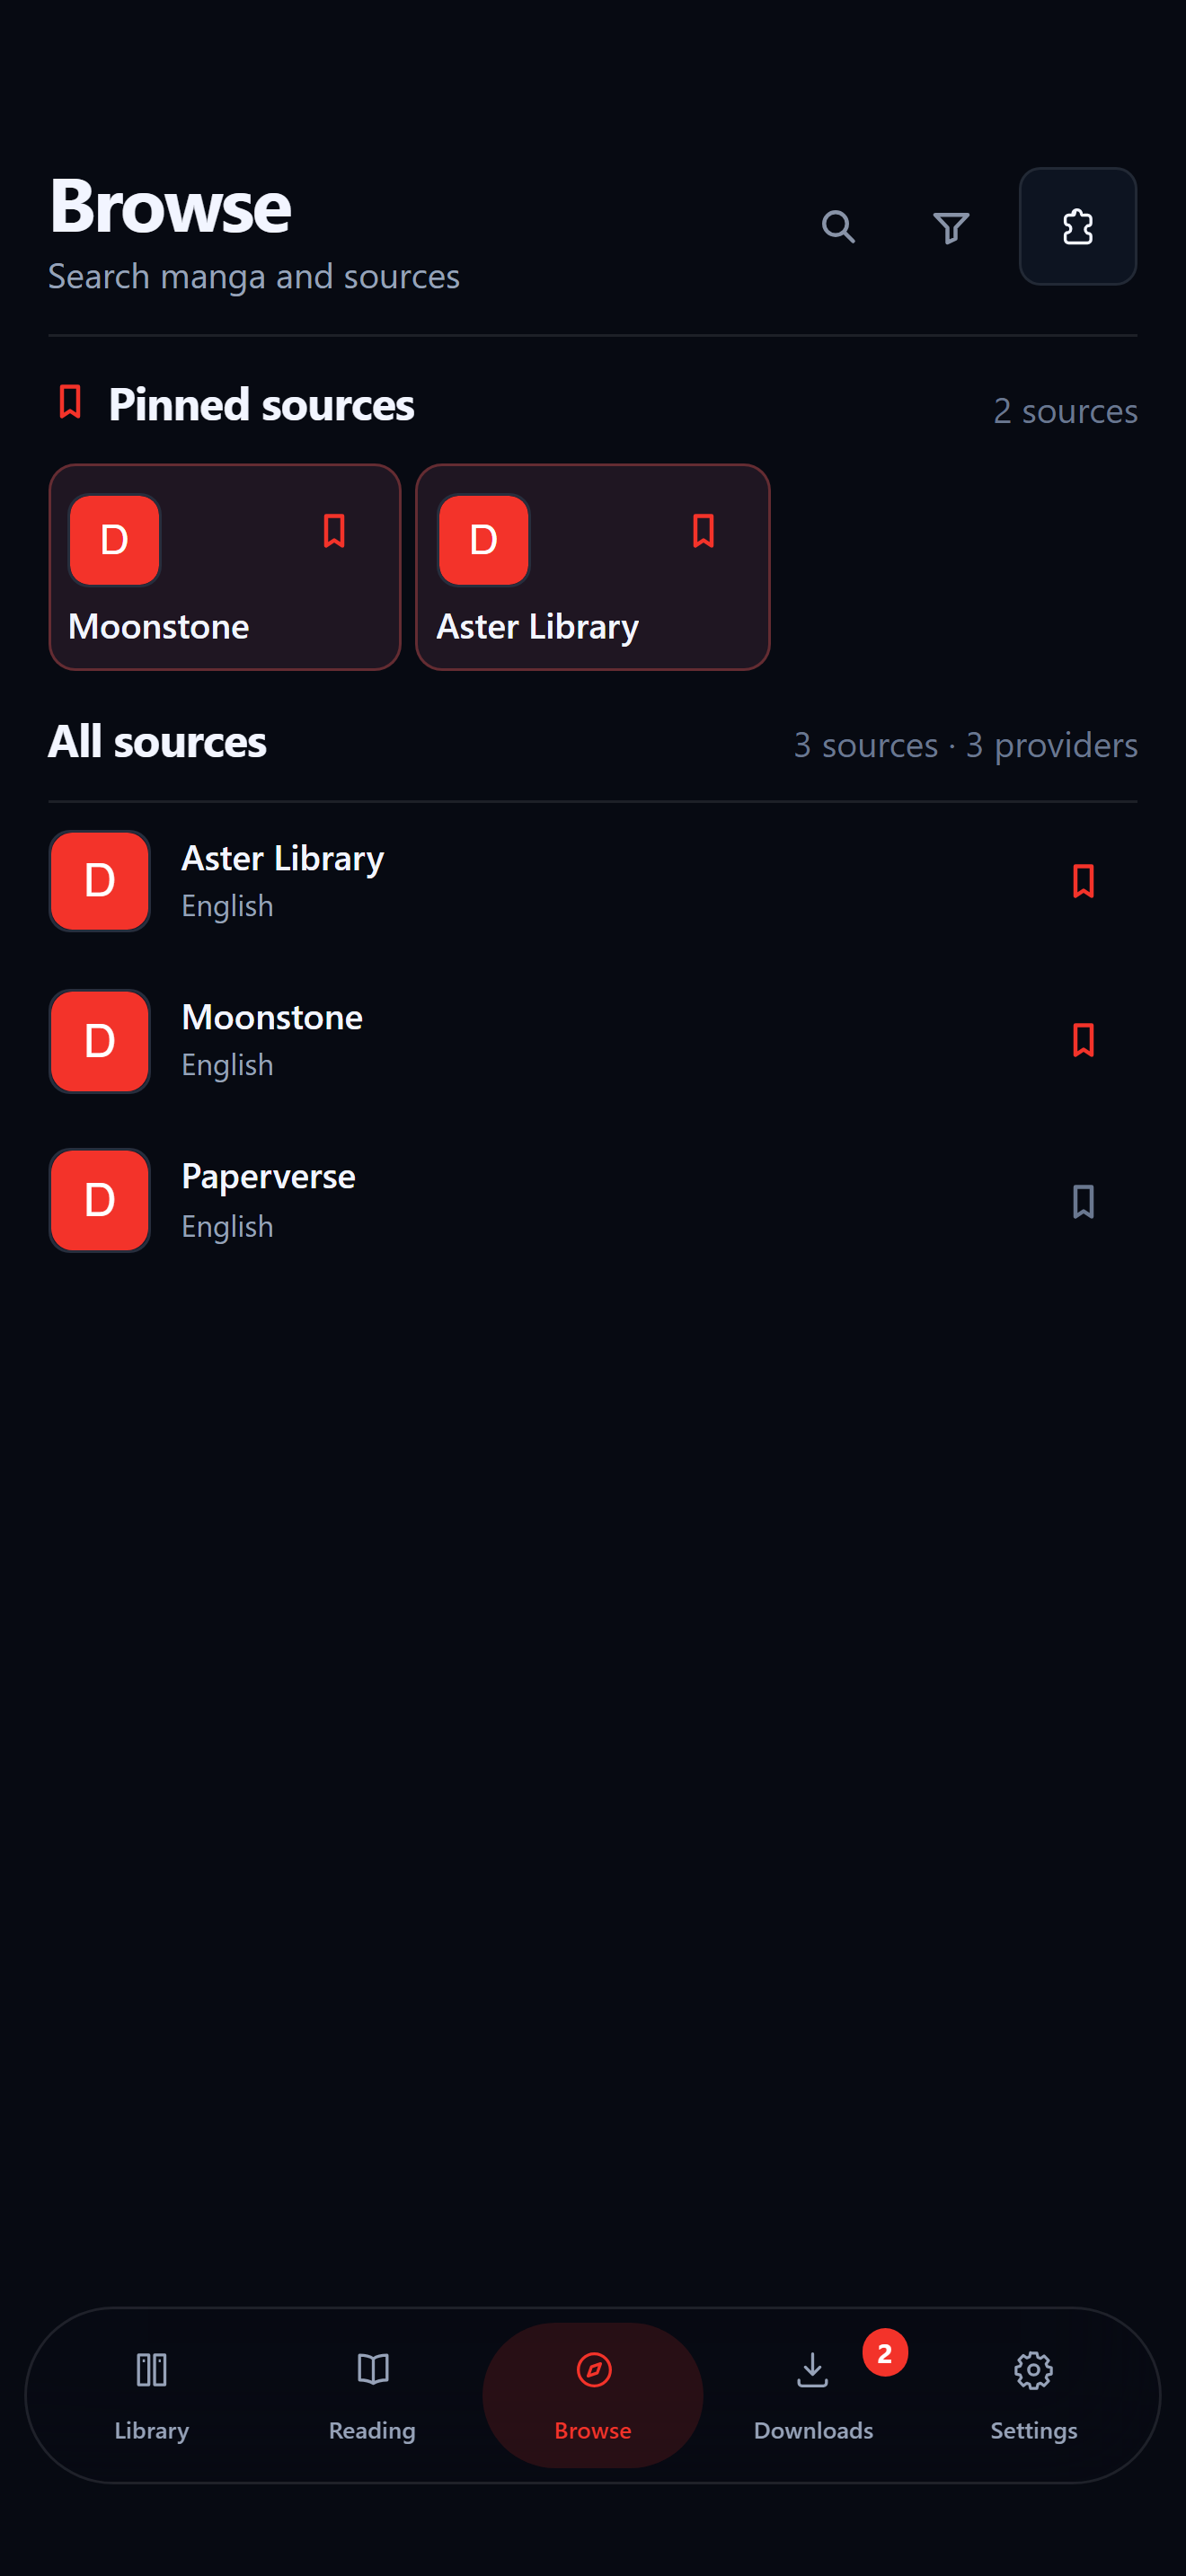 Browse
Search manga and sources
Pinned sources
2 sources
D
D
Moonstone
Aster Library
All sources
3 sources · 3 providers
D
Aster Library
English
D
Moonstone
English
D
Paperverse
English
2
Library
Reading
Browse
Downloads
Settings